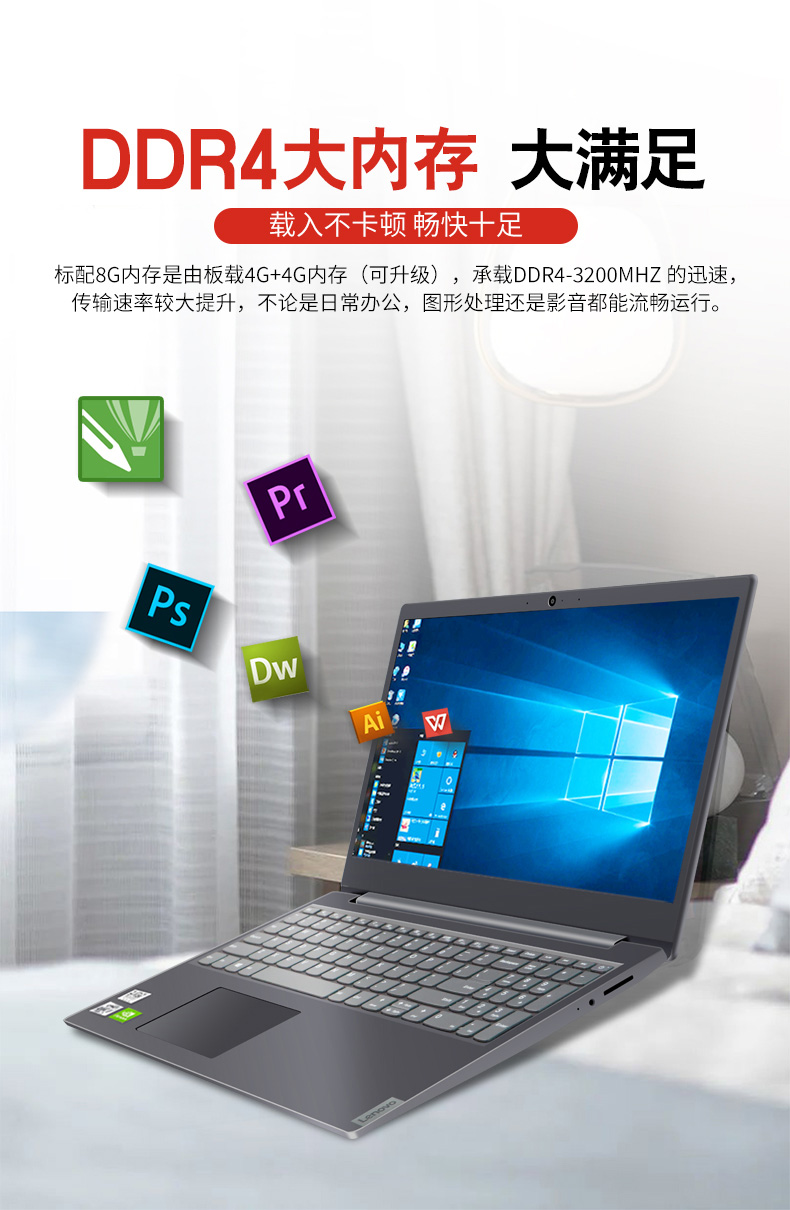 DDR4大内存 大满足
载入不卡顿 畅快十足
标配8G内存是由板载4G+4G内存（可升级），承载DDR4-3200MHZ 的迅速，
传输速率较大提升，不论是日常办公，图形处理还是影音都能流畅运行。
Pr
Ps
Dw
Ai
W
Lenovo